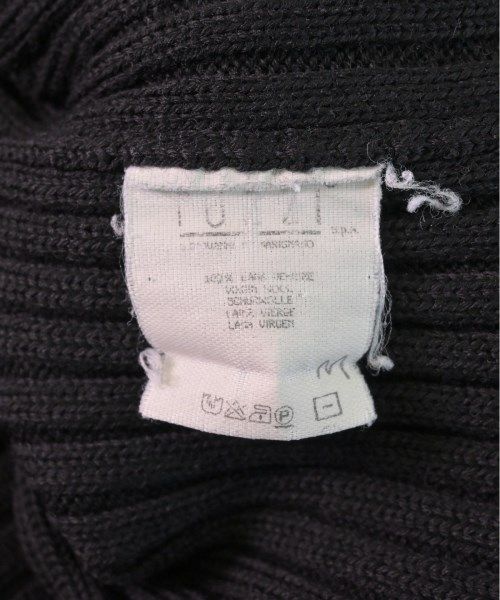 s.p.a.
100% LANA VERGINE
VIRGIN WOOL
SCHURWOLLE
LAINE VIERGE
LANA VIRGEN
M
P